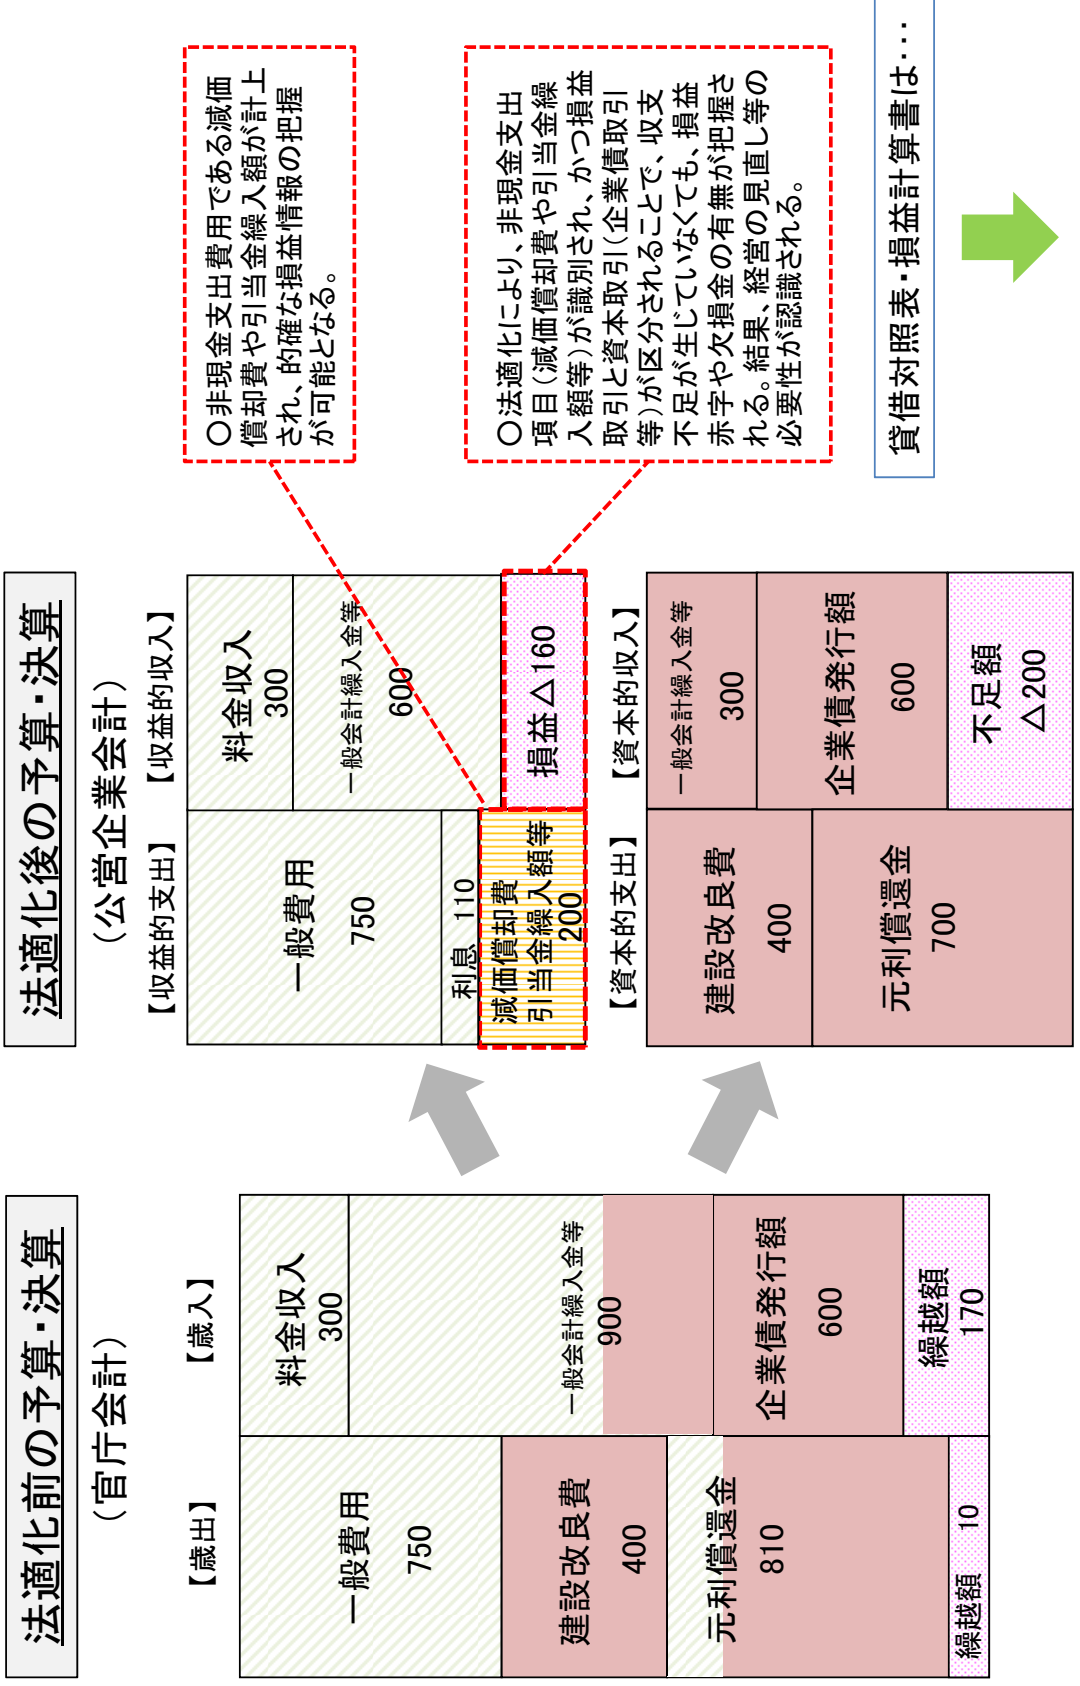 法適化前の予算・決算
（官庁会計）
【歳出】
【歳入】
一般費用
750
建設改良費
400
元利償還金
810
繰越額 10
料金収入
300
一般会計繰入金等
900
企業債発行額
600
繰越額
170
法適化後の予算・決算
（公営企業会計）
【収益的支出】
【収益的収入】
一般費用
750
利息 110
減価償却費
引当金繰入額等
200
料金収入
300
一般会計繰入金等
600
損益△160
【資本的支出】
【資本的収入】
建設改良費
400
元利償還金
700
一般会計繰入金等
300
企業債発行額
600
不足額
△200
○非現金支出費用である減価
償却費や引当金繰入額が計上
され、的確な損益情報の把握
が可能となる。
○法適化により、非現金支出
項目（減価償却費や引当金繰
入額等）が識別され、かつ損益
取引と資本取引（企業債取引
等）が区分されることで、収支
不足が生じていなくても、損益
赤字や欠損金の有無が把握さ
れる。結果、経営の見直し等の
必要性が認識される。
貸借対照表・損益計算書は・・・